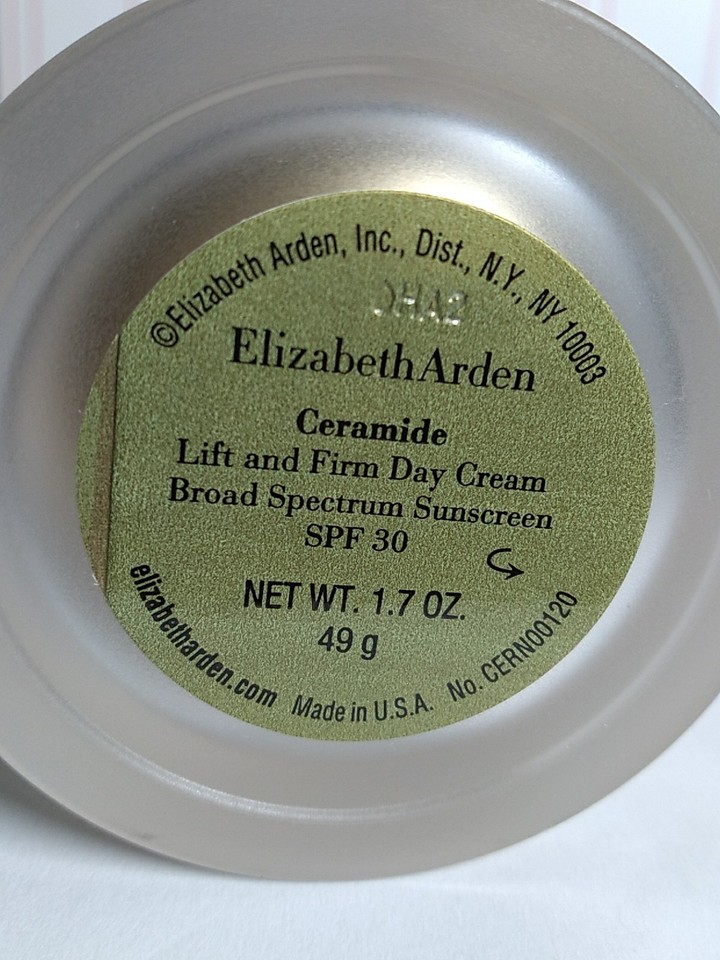 ©Elizabeth Arden, Inc., Dist., N.Y., NY 10003
ElizabethArden
Ceramide
Lift and Firm Day Cream
Broad Spectrum Sunscreen
SPF 30
NET WT. 1.7 OZ.
49 g
elizabetharden.com
Made in U.S.A.
No. CERN00120